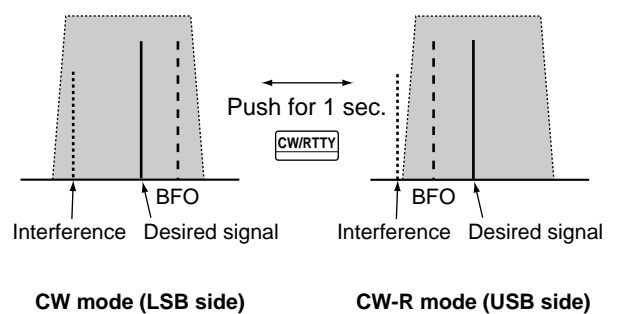 Push for 1 sec.
CW/RTTY
BFO
Interference
Desired signal
CW mode (LSB side)
BFO
Interference
Desired signal
CW-R mode (USB side)